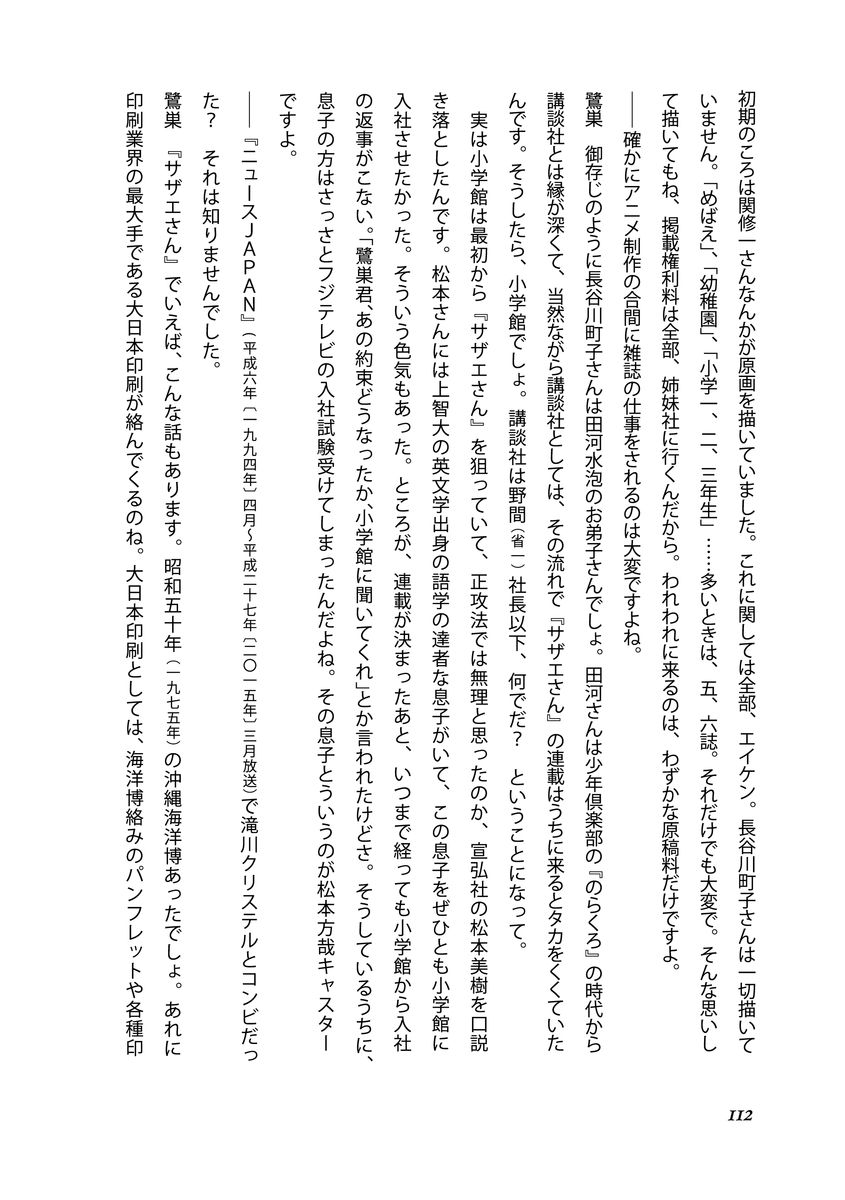 初期のころは関修一さんなんかが原画を描いていました。これに関しては全部、エイケン。長谷川町子さんは一切描いて
いません。「めばえ」、「幼稚園」、「小学一、二、三年生」……多いときは、五、六誌。それだけでも大変で。そんな思いし
て描いてもね、掲載権利料は全部、姉妹社に行くんだから。われわれに来るのは、わずかな原稿料だけですよ。
――確かにアニメ制作の合間に雑誌の仕事をされるのは大変ですよね。
鷺巣　御存じのように長谷川町子さんは田河水泡のお弟子さんでしょ。田河さんは少年倶楽部の『のらくろ』の時代から
講談社とは縁が深くて、当然ながら講談社としては、その流れで『サザエさん』の連載はうちに来るとタカをくくていた
んです。そうしたら、小学館でしょ。講談社は野間（省一）社長以下、何でだ？　ということになって。
　実は小学館は最初から『サザエさん』を狙っていて、正攻法では無理と思ったのか、宣弘社の松本美樹を口説
き落としたんです。松本さんには上智大の英文学出身の語学の達者な息子がいて、この息子をぜひとも小学館に
入社させたかった。そういう色気もあった。ところが、連載が決まったあと、いつまで経っても小学館から入社
の返事がこない。「鷺巣君、あの約束どうなったか、小学館に聞いてくれ」とか言われたけどさ。そうしているうちに、
息子の方はさっさとフジテレビの入社試験受けてしまったんだよね。その息子とういうのが松本方哉キャスター
ですよ。
――『ニュースＪＡＰＡＮ』（平成六年〔一九九四年〕四月〜平成二十七年〔二〇一五年〕三月放送）で滝川クリステルとコンビだっ
た？　それは知りませんでした。
鷺巣　『サザエさん』でいえば、こんな話もあります。昭和五十年（一九七五年）の沖縄海洋博あったでしょ。あれに
印刷業界の最大手である大日本印刷が絡んでくるのね。大日本印刷としては、海洋博絡みのパンフレットや各種印
112